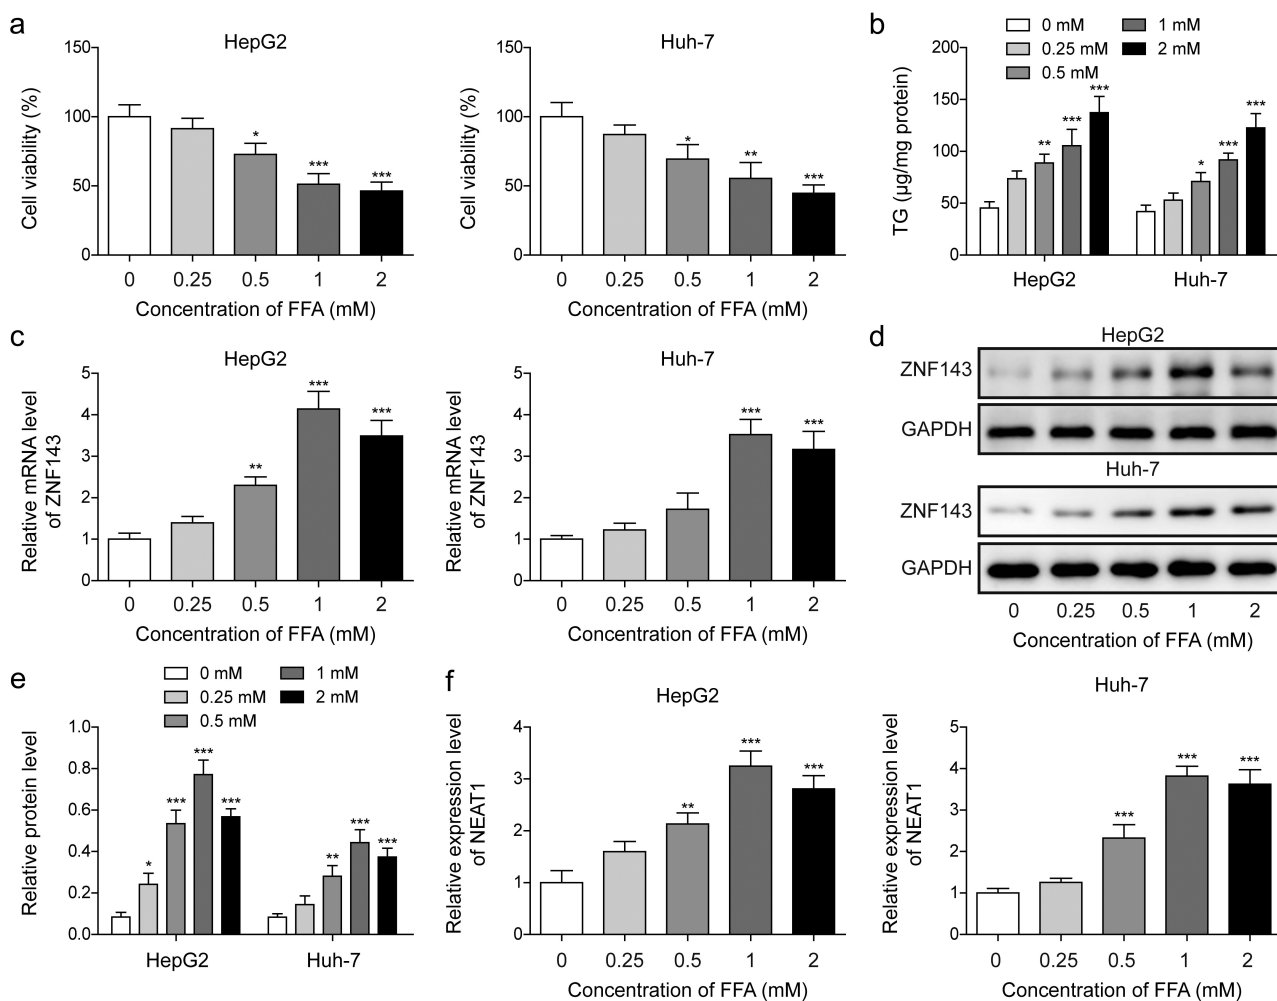 a
HepG2
Cell viability (%)
150
100
50
0
*
***
***
0 0.25 0.5 1 2
Concentration of FFA (mM)
Huh-7
Cell viability (%)
150
100
50
0
*
**
***
0 0.25 0.5 1 2
Concentration of FFA (mM)
b
0 mM
0.25 mM
0.5 mM
1 mM
2 mM
TG (µg/mg protein)
200
150
100
50
0
**
***
***
*
***
***
HepG2 Huh-7
c
HepG2
Relative mRNA level
of ZNF143
5
4
3
2
1
0
**
***
***
0 0.25 0.5 1 2
Concentration of FFA (mM)
Huh-7
Relative mRNA level
of ZNF143
5
4
3
2
1
0
***
***
0 0.25 0.5 1 2
Concentration of FFA (mM)
d
HepG2
ZNF143
GAPDH
Huh-7
ZNF143
GAPDH
0 0.25 0.5 1 2
Concentration of FFA (mM)
e
0 mM
0.25 mM
0.5 mM
1 mM
2 mM
Relative protein level
1.0
0.8
0.6
0.4
0.2
0.0
*
***
***
***
**
***
***
HepG2 Huh-7
f
HepG2
Relative expression level
of NEAT1
4
3
2
1
0
**
***
***
0 0.25 0.5 1 2
Concentration of FFA (mM)
Huh-7
Relative expression level
of NEAT1
5
4
3
2
1
0
***
***
***
0 0.25 0.5 1 2
Concentration of FFA (mM)